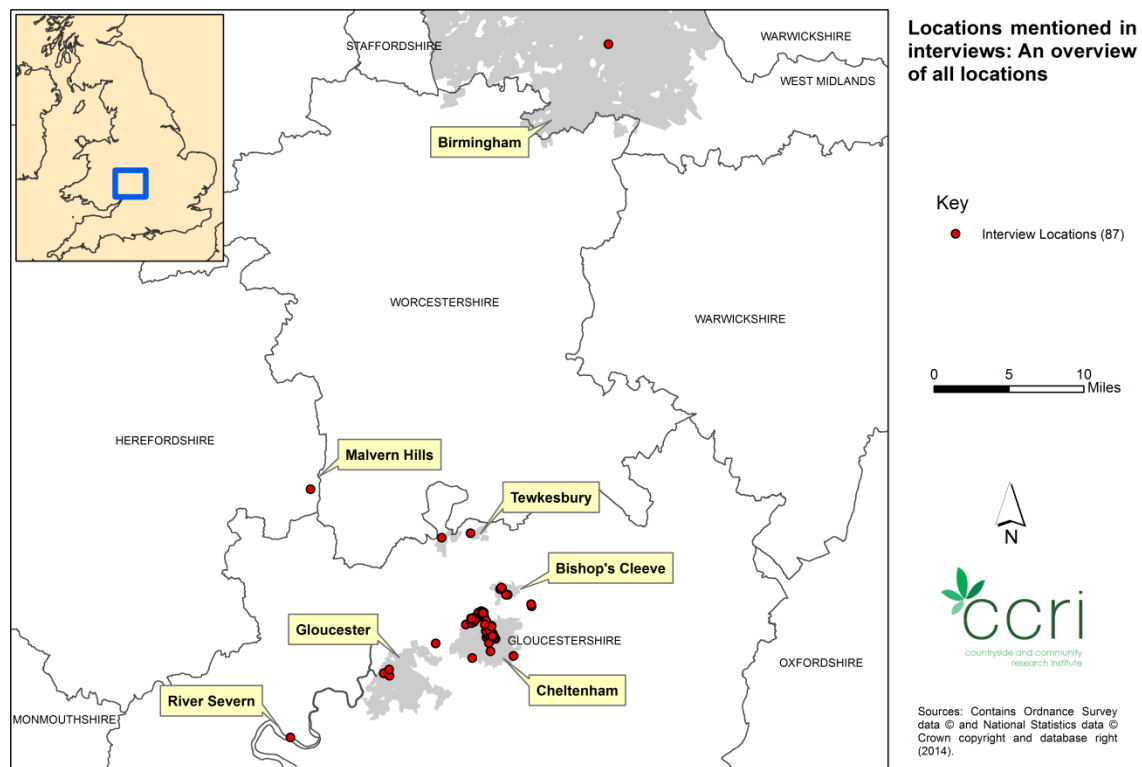 Locations mentioned in
interviews: An overview
of all locations
STAFFORDSHIRE
WARWICKSHIRE
WEST MIDLANDS
Birmingham
Key
Interview Locations (87)
WORCESTERSHIRE
WARWICKSHIRE
0 5 10
Miles
HEREFORDSHIRE
Malvern Hills
Tewkesbury
N
Bishop's Cleeve
Gloucester
GLOUCESTERSHIRE
ccri
countryside and community
research institute
OXFORDSHIRE
Cheltenham
River Severn
MONMOUTHSHIRE
Sources: Contains Ordnance Survey
data © and National Statistics data ©
Crown copyright and database right
(2014).